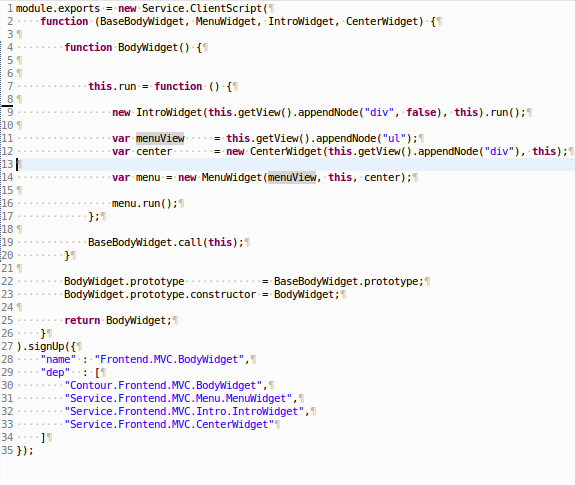 1 module.exports = new Service.ClientScript(¶
2 ····function (BaseBodyWidget, MenuWidget, IntroWidget, CenterWidget) {¶
3 ¶
4 ········function BodyWidget() {¶
5 ¶
6 ¶
7 ············this.run = function () {¶
8 ¶
9 ················new IntroWidget(this.getView().appendNode("div", false), this).run();¶
10 ¶
11 ················var menuView·····= this.getView().appendNode("ul");¶
12 ················var center·······= new CenterWidget(this.getView().appendNode("div"), this);¶
13 ¶
14 ················var menu = new MenuWidget(menuView, this, center);¶
15 ¶
16 ················menu.run();¶
17 ············};¶
18 ¶
19 ············BaseBodyWidget.call(this);¶
20 ········}¶
21 ¶
22 ········BodyWidget.prototype·············= BaseBodyWidget.prototype;¶
23 ········BodyWidget.prototype.constructor = BodyWidget;¶
24 ¶
25 ········return BodyWidget;¶
26 ····}¶
27 ).signUp({¶
28 ····"name" : "Frontend.MVC.BodyWidget",¶
29 ····"dep"  : [¶
30 ········"Contour.Frontend.MVC.BodyWidget",¶
31 ········"Service.Frontend.MVC.Menu.MenuWidget",¶
32 ········"Service.Frontend.MVC.Intro.IntroWidget",¶
33 ········"Service.Frontend.MVC.CenterWidget"¶
34 ····]¶
35 });